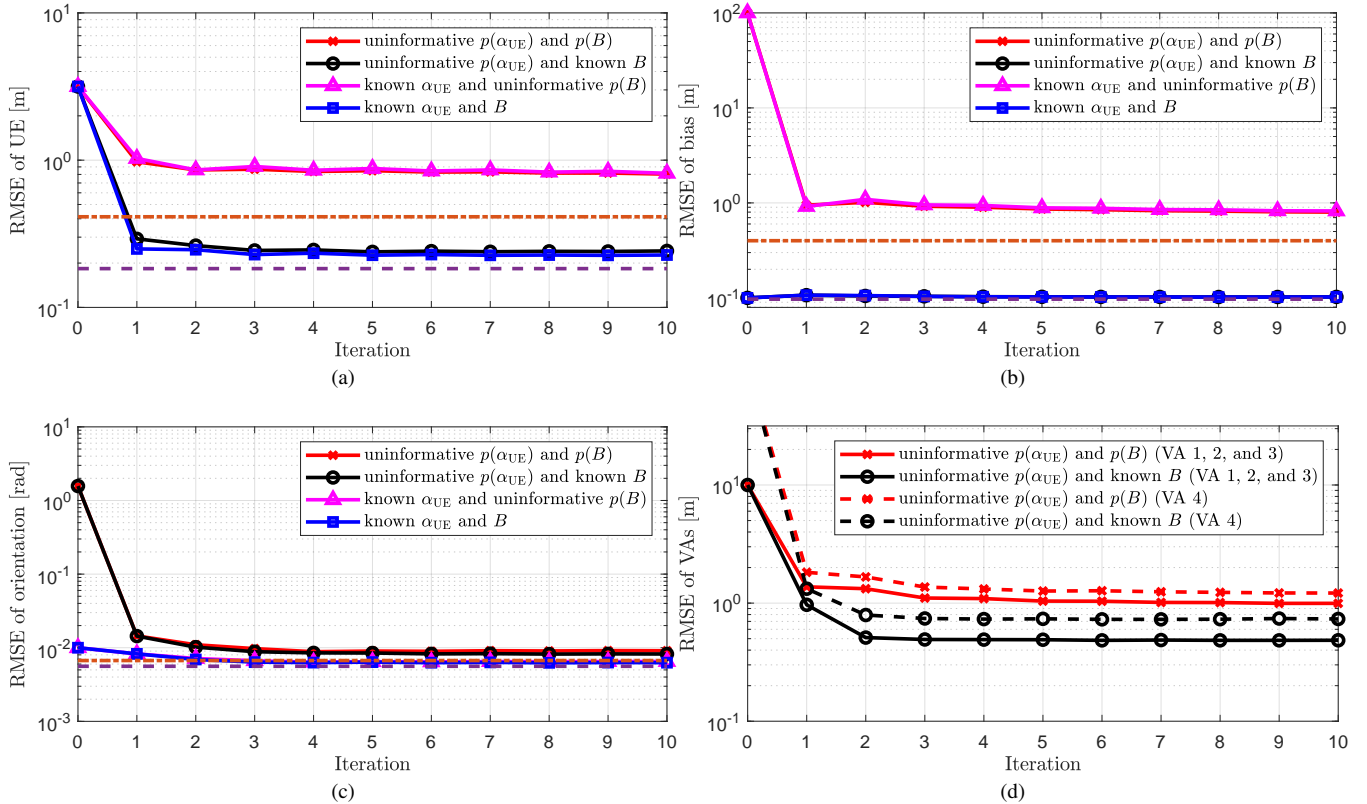 RMSE of UE [m]
10^1
10^0
10^-1
uninformative p(α_UE) and p(B)
uninformative p(α_UE) and known B
known α_UE and uninformative p(B)
known α_UE and B
0 1 2 3 4 5 6 7 8 9 10
Iteration
(a)
RMSE of bias [m]
10^2
10^1
10^0
10^-1
uninformative p(α_UE) and p(B)
uninformative p(α_UE) and known B
known α_UE and uninformative p(B)
known α_UE and B
0 1 2 3 4 5 6 7 8 9 10
Iteration
(b)
RMSE of orientation [rad]
10^1
10^0
10^-1
10^-2
10^-3
uninformative p(α_UE) and p(B)
uninformative p(α_UE) and known B
known α_UE and uninformative p(B)
known α_UE and B
0 1 2 3 4 5 6 7 8 9 10
Iteration
(c)
RMSE of VAs [m]
10^1
10^0
10^-1
uninformative p(α_UE) and p(B) (VA 1, 2, and 3)
uninformative p(α_UE) and known B (VA 1, 2, and 3)
uninformative p(α_UE) and p(B) (VA 4)
uninformative p(α_UE) and known B (VA 4)
0 1 2 3 4 5 6 7 8 9 10
Iteration
(d)